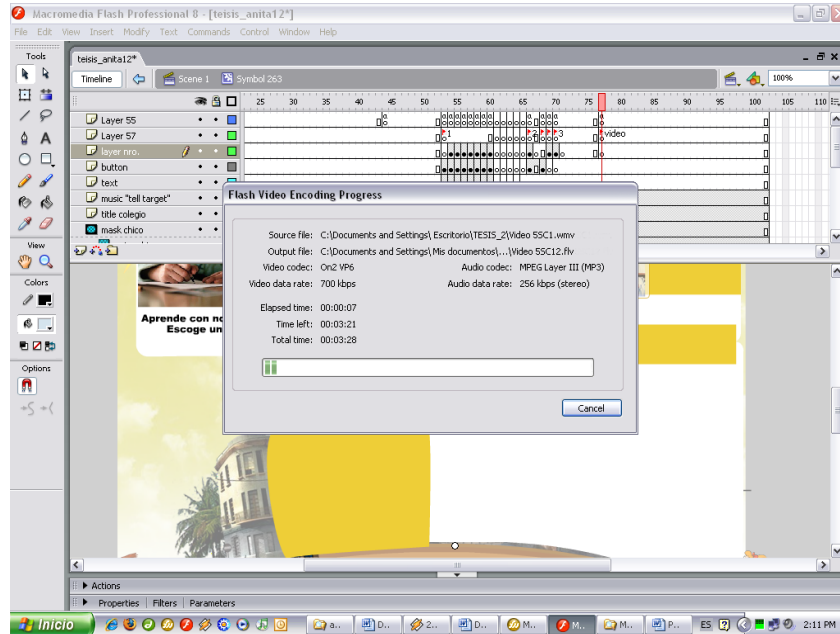 Macromedia Flash Professional 8 - [teisis_anita12*]
File Edit View Insert Modify Text Commands Control Window Help
Tools
teisis_anita12*
Timeline Scene 1 Symbol 263 100%
25 30 35 40 45 50 55 60 65 70 75 80 85 90 95 100 105 110
Layer 55
Layer 57
1 2 3 video
layer nro.
button
text
music "tell target"
title colegio
mask chico
View
Colors
Options
Flash Video Encoding Progress
Source file: C:\Documents and Settings\ Escritorio\TESIS_2\Video 5SC1.wmv
Output file: C:\Documents and Settings\ Mis documentos\...\Video 5SC12.flv
Video codec: On2 VP6 Audio codec: MPEG Layer III (MP3)
Video data rate: 700 kbps Audio data rate: 256 kbps (stereo)
Elapsed time: 00:00:07
Time left: 00:03:21
Total time: 00:03:28
Cancel
Aprende con
Escoge
Actions
Properties Filters Parameters
Inicio a.. D.. 2.. D.. M.. M.. M.. P.. ES 2:11 PM